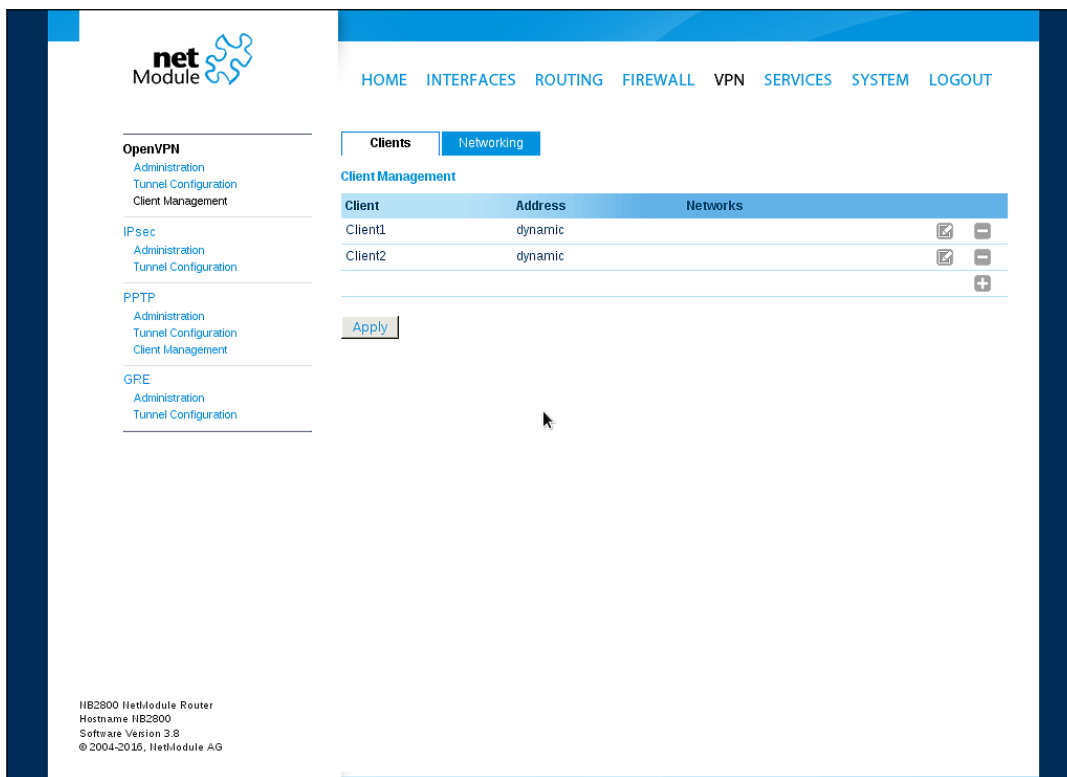 net
Module
HOME INTERFACES ROUTING FIREWALL VPN SERVICES SYSTEM LOGOUT
OpenVPN
Administration
Tunnel Configuration
Client Management
IPsec
Administration
Tunnel Configuration
PPTP
Administration
Tunnel Configuration
Client Management
GRE
Administration
Tunnel Configuration
Clients Networking
Client Management
Client Address Networks
Client1 dynamic
Client2 dynamic
Apply
NB2800 NetModule Router
Hostname NB2800
Software Version 3.8
© 2004-2016, NetModule AG